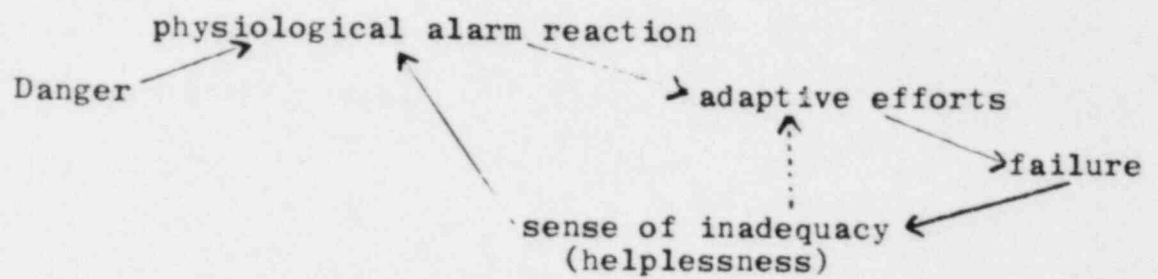 physiological alarm reaction
Danger
adaptive efforts
failure
sense of inadequacy
(helplessness)